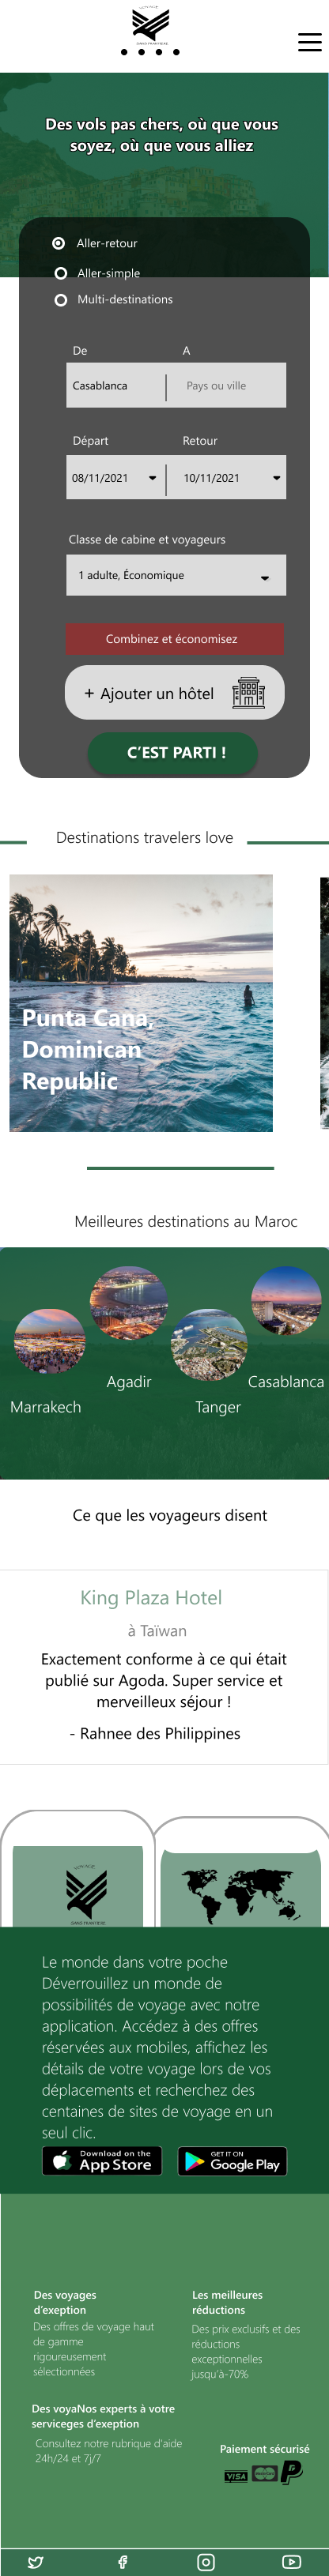 VOYAGE
SANS FRANTIÈSE
Des vols pas chers, où que vous
soyez, où que vous alliez
Aller-retour
Aller-simple
Multi-destinations
De A
Casablanca Pays ou ville
Départ Retour
08/11/2021 10/11/2021
Classe de cabine et voyageurs
1 adulte, Économique
Combinez et économisez
+ Ajouter un hôtel
C’EST PARTI !
Destinations travelers love
Punta Cana,
Dominican
Republic
Meilleures destinations au Maroc
Agadir Casablanca
Marrakech Tanger
Ce que les voyageurs disent
King Plaza Hotel
à Taïwan
Exactement conforme à ce qui était
publié sur Agoda. Super service et
merveilleux séjour !
- Rahnee des Philippines
VOYAGE
Le monde dans votre poche
Déverrouillez un monde de
possibilités de voyage avec notre
application. Accédez à des offres
réservées aux mobiles, affichez les
détails de votre voyage lors de vos
déplacements et recherchez des
centaines de sites de voyage en un
seul clic.
Download on the
App Store
GET IT ON
Google Play
Des voyages
d’exeption
Des offres de voyage haut
de gamme
rigoureusement
sélectionnées
Les meilleures
réductions
Des prix exclusifs et des
réductions
exceptionnelles
jusqu’à-70%
Des voyaNos experts à votre
serviceges d’exeption
Consultez notre rubrique d’aide
24h/24 et 7j/7
Paiement sécurisé
VISA